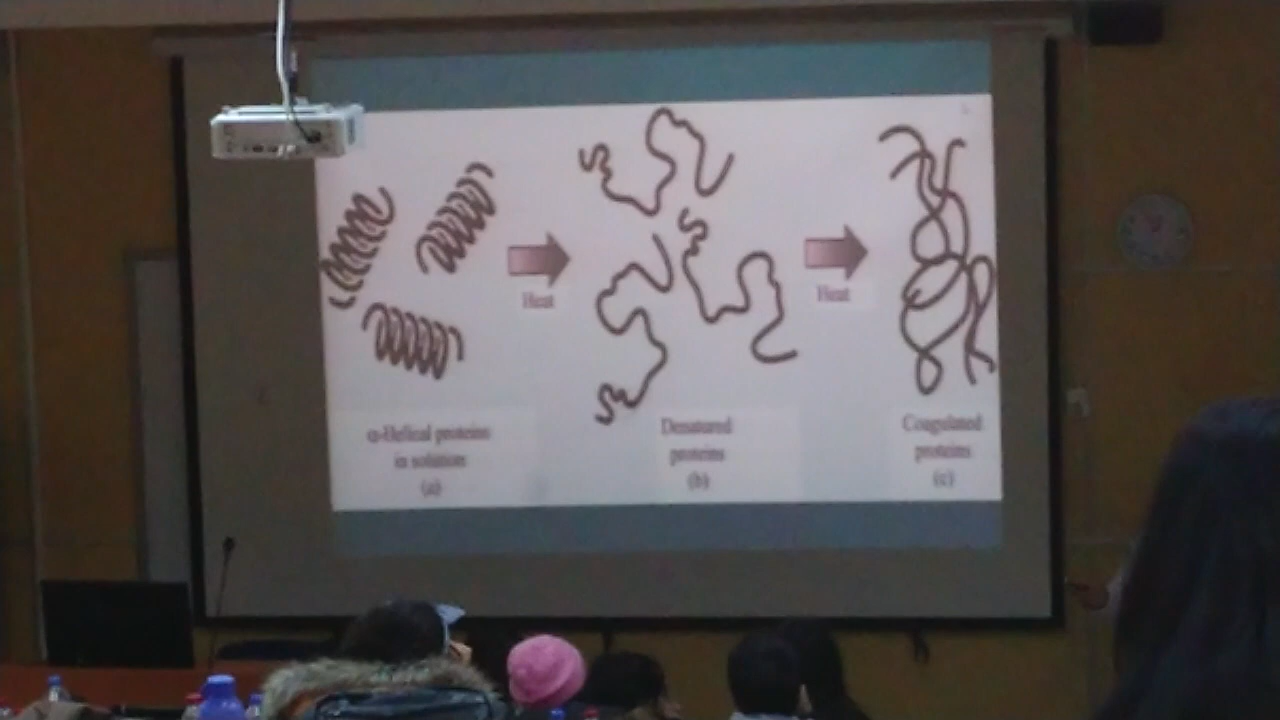 Heat
Heat
α-Helical proteins
in solution
(a)
Denatured
proteins
(b)
Coagulated
proteins
(c)